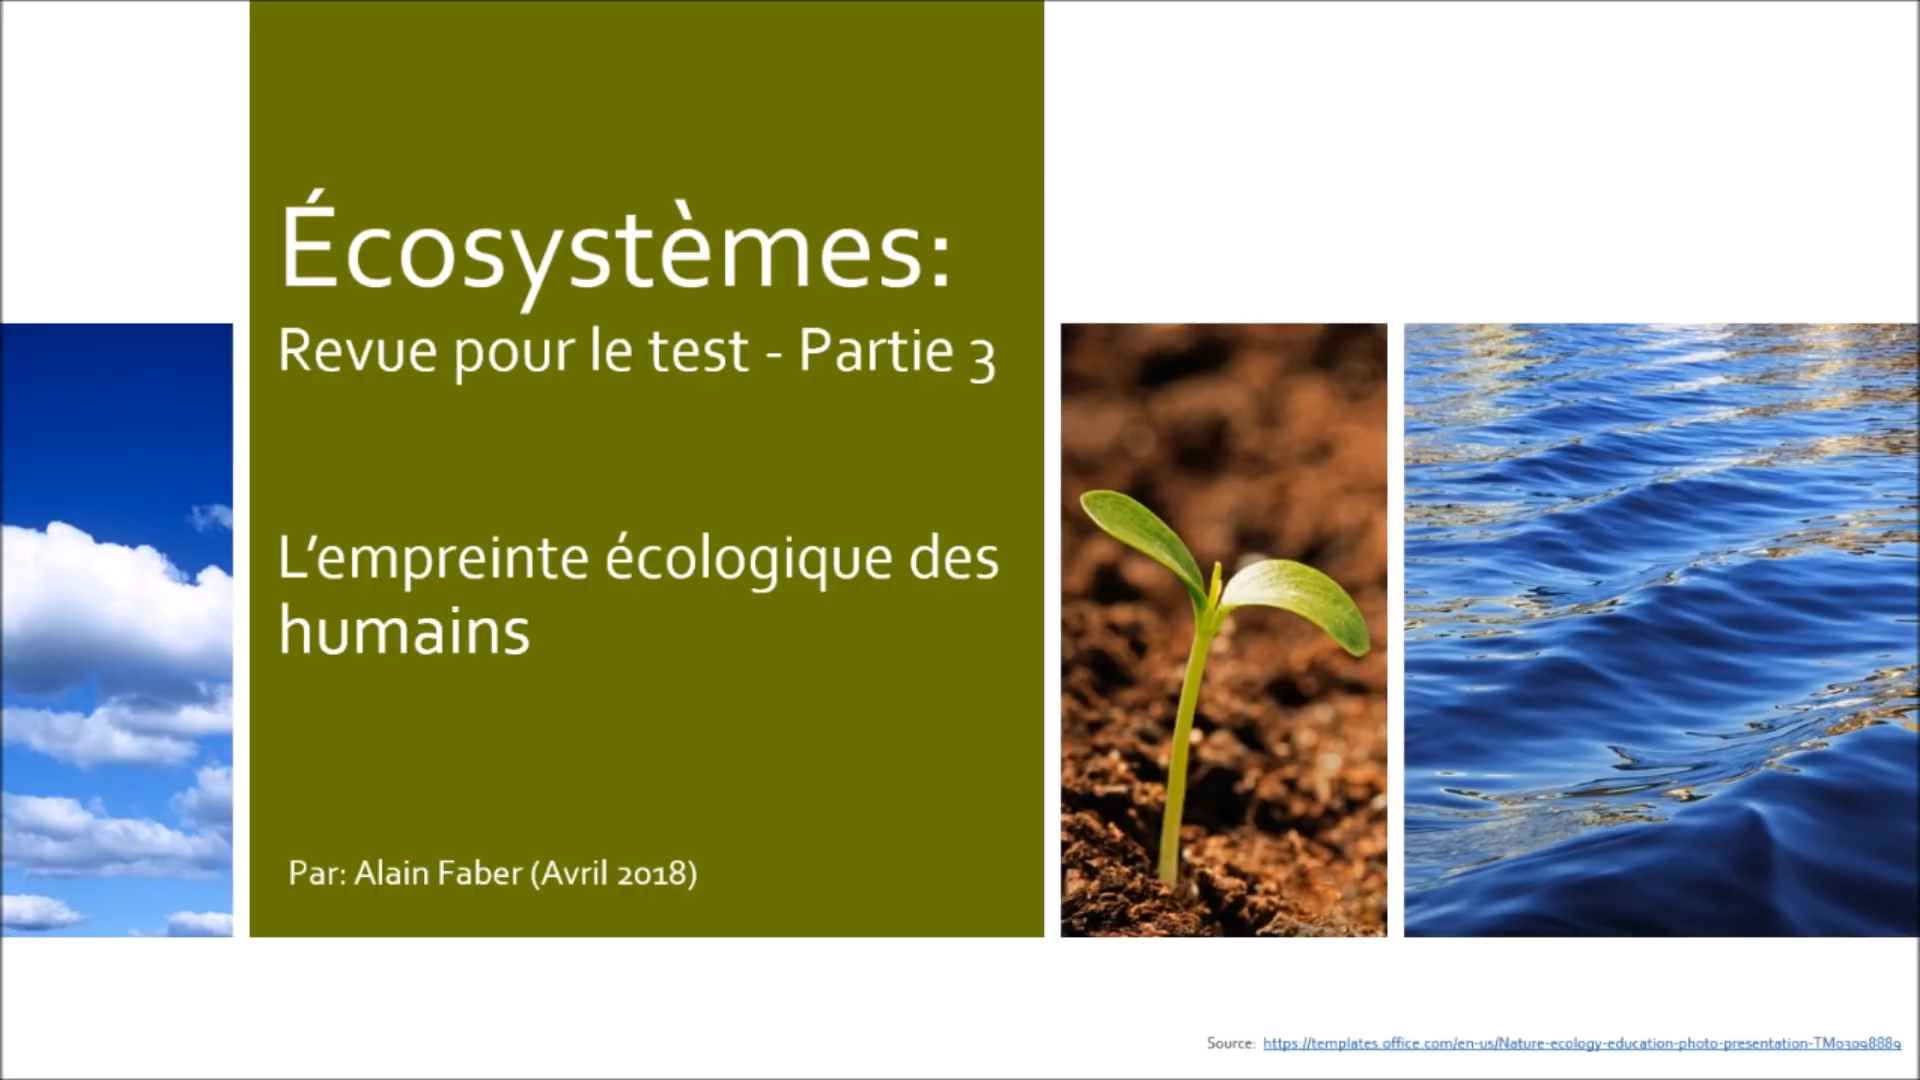 Écosystèmes:
Revue pour le test - Partie 3
L’empreinte écologique des
humains
Par: Alain Faber (Avril 2018)
Source: https://templates.office.com/en-us/Nature-ecology-education-photo-presentation-TM03098889